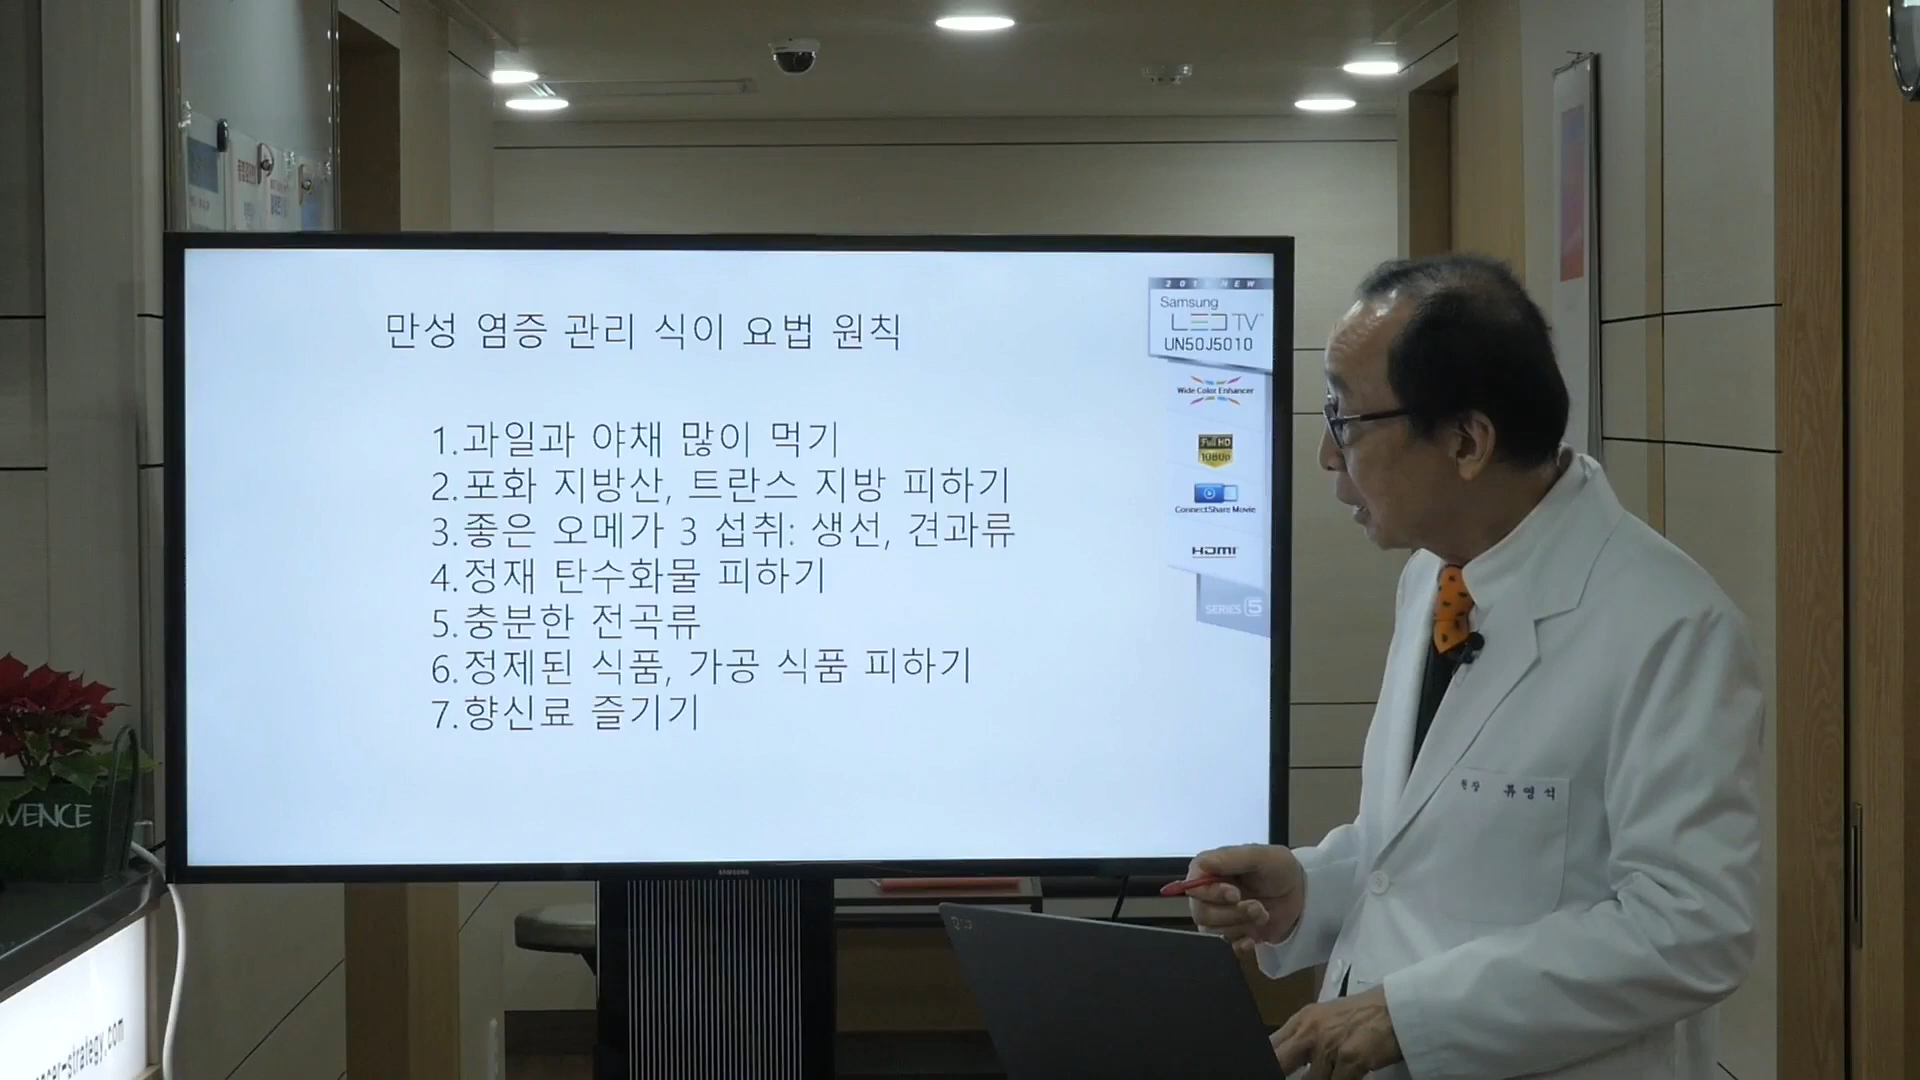 만성 염증 관리 식이 요법 원칙
1.과일과 야채 많이 먹기
2.포화 지방산, 트란스 지방 피하기
3.좋은 오메가 3 섭취: 생선, 견과류
4.정재 탄수화물 피하기
5.충분한 전곡류
6.정제된 식품, 가공 식품 피하기
7.향신료 즐기기
NEW
Samsung
LED TV
UN50J5010
Wide Color Enhancer
Full HD
1080p
ConnectShare Movie
HDMI
SERIES 5
SAMSUNG
원장 류영석
VENCE
ncer-strategy.com